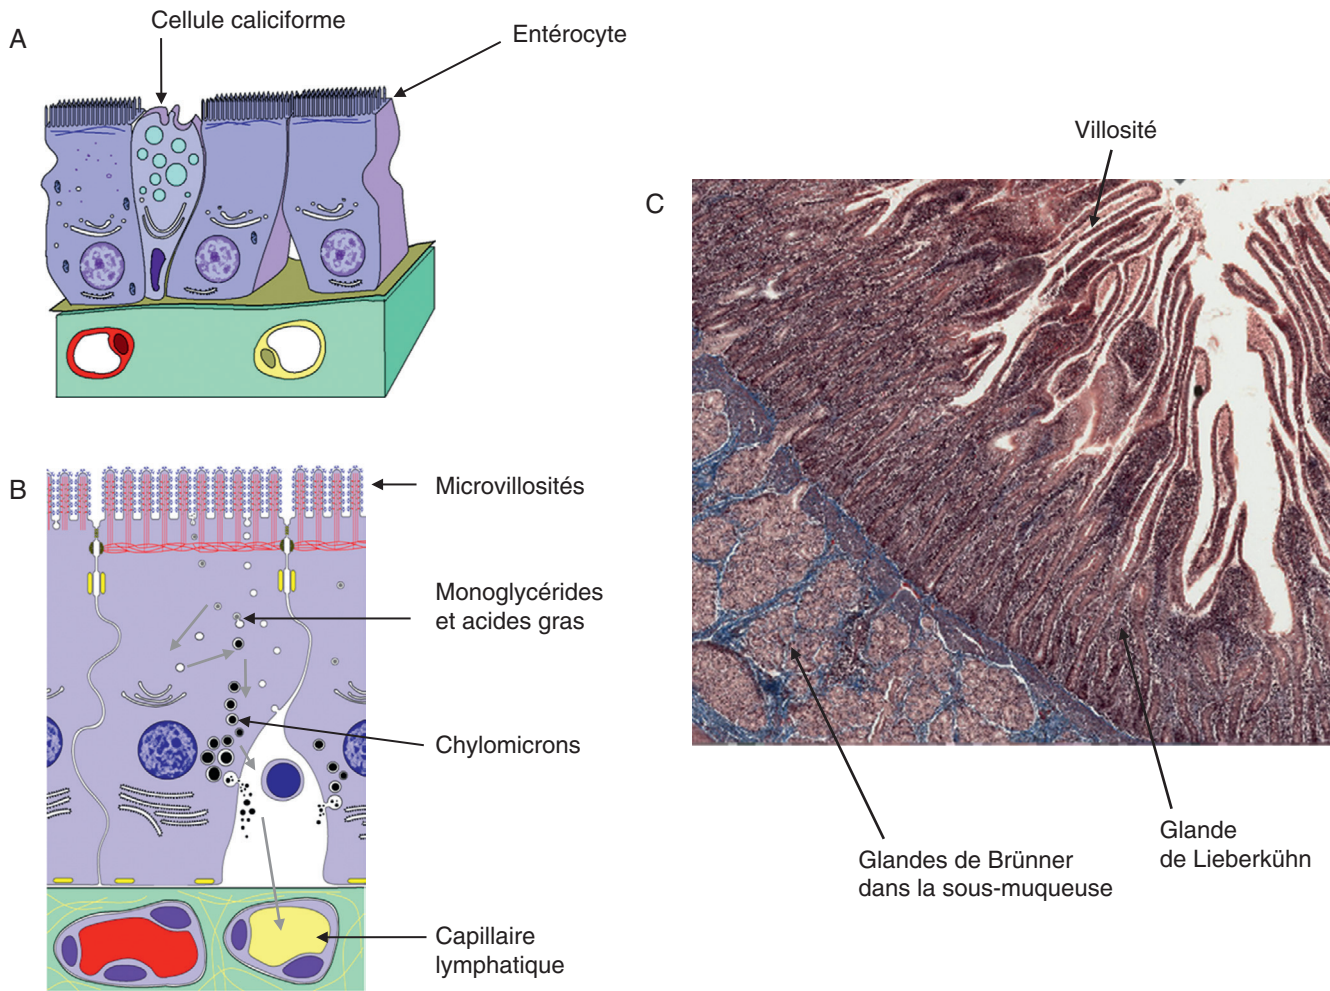 A
Cellule caliciforme
Entérocyte
B
Microvillosités
Monoglycérides
et acides gras
Chylomicrons
Capillaire
lymphatique
C
Villosité
Glandes de Brünner
dans la sous-muqueuse
Glande
de Lieberkühn